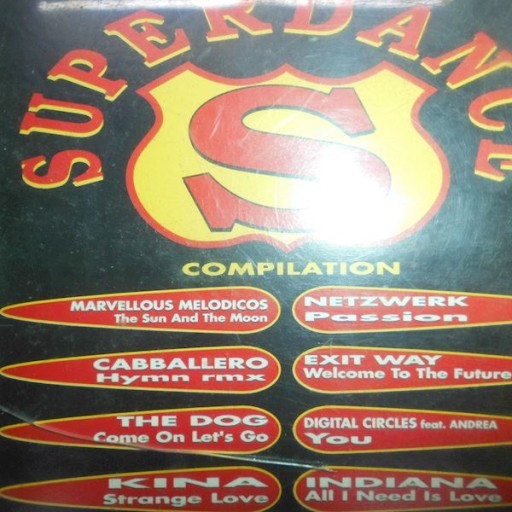 SUPERDANCE
S
COMPILATION
MARVELLOUS MELODICOS
The Sun And The Moon
NETZWERK
Passion
CABBALLERO
Hymn rmx
EXIT WAY
Welcome To The Future
THE DOG
Come On Let's Go
DIGITAL CIRCLES feat. ANDREA
You
KINA
Strange Love
INDIANA
All I Need Is Love